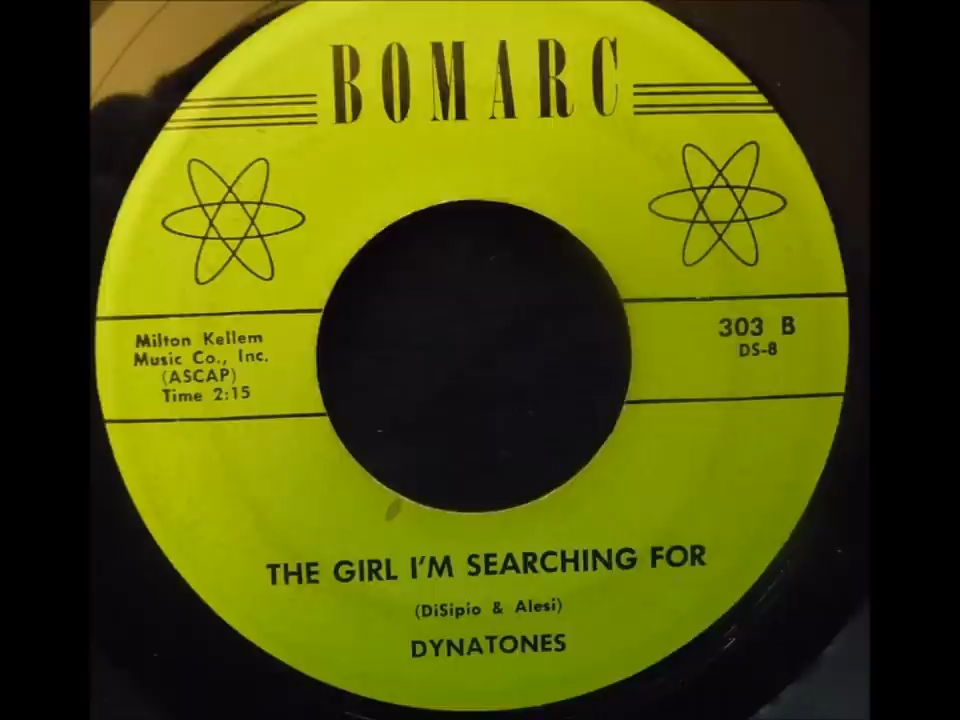 BOMARC
Milton Kellem
Music Co., Inc.
(ASCAP)
Time 2:15
303 B
DS-8
THE GIRL I'M SEARCHING FOR
(DiSipio & Alesi)
DYNATONES